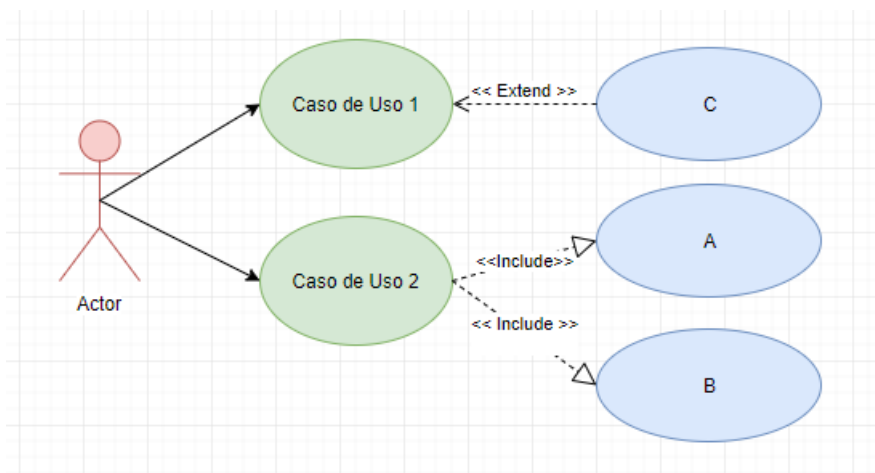 Caso de Uso 1
<< Extend >>
C
Actor
Caso de Uso 2
<<Include>>
A
<< Include >>
B